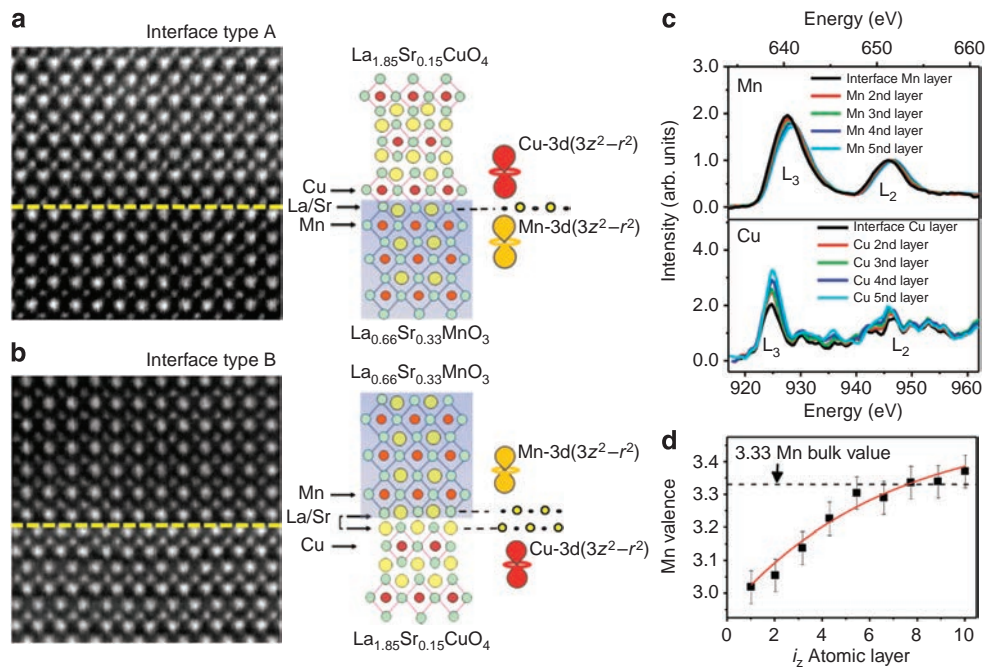 a
Interface type A
La1.85Sr0.15CuO4
Cu-3d(3z²−r²)
Cu
La/Sr
Mn
Mn-3d(3z²−r²)
La0.66Sr0.33MnO3
b
Interface type B
La0.66Sr0.33MnO3
Mn-3d(3z²−r²)
Mn
La/Sr
Cu
Cu-3d(3z²−r²)
La1.85Sr0.15CuO4
c
Energy (eV)
640 650 660
Intensity (arb. units)
3.0
2.0
1.0
0.0
Mn
Interface Mn layer
Mn 2nd layer
Mn 3nd layer
Mn 4nd layer
Mn 5nd layer
L3
L2
4.0
2.0
0.0
Cu
Interface Cu layer
Cu 2nd layer
Cu 3nd layer
Cu 4nd layer
Cu 5nd layer
L3
L2
920 930 940 950 960
Energy (eV)
d
3.33 Mn bulk value
Mn valence
3.4
3.3
3.2
3.1
3.0
0 2 4 6 8 10
iz Atomic layer